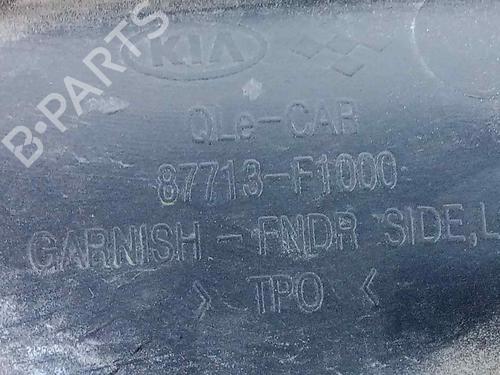 B-PARTS
KIA
QLe-CAR
87713-F1000
GARNISH - FNDR SIDE, L
> TPO <